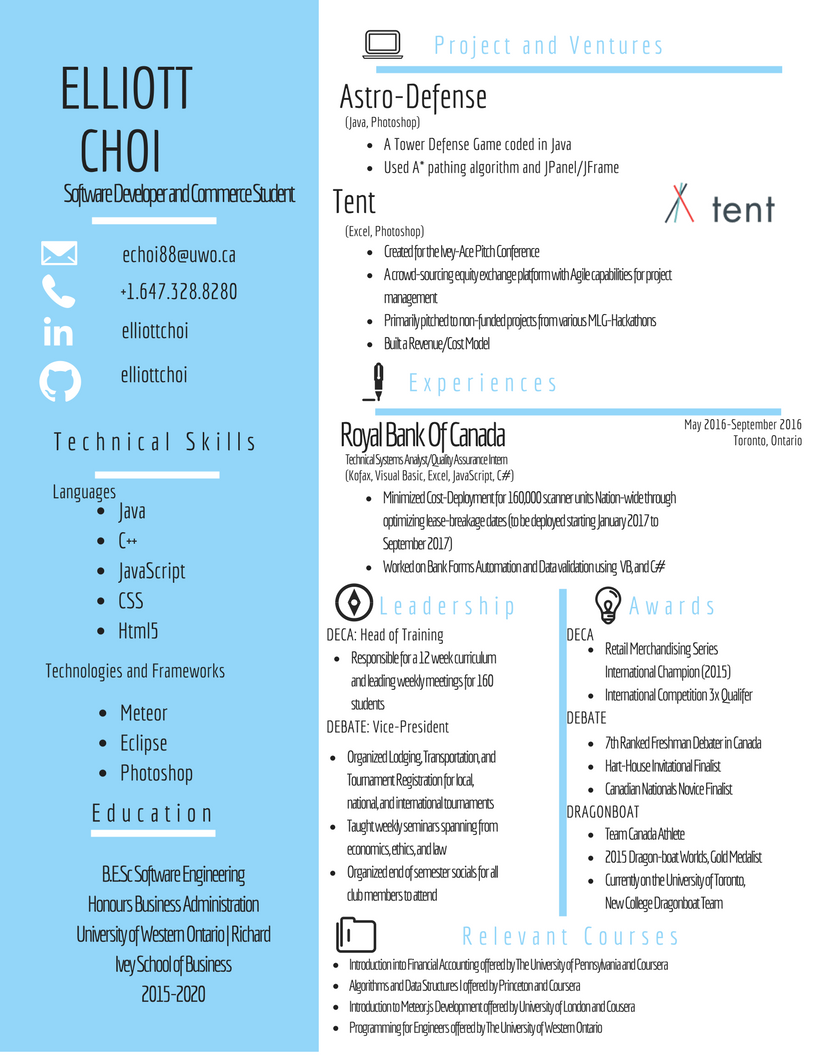 ELLIOTT
CHOI
Software Developer and Commerce Student
echoi88@uwo.ca
+1.647.328.8280
elliottchoi
elliottchoi
Technical Skills
Languages
• Java
• C++
• JavaScript
• CSS
• Html5
Technologies and Frameworks
• Meteor
• Eclipse
• Photoshop
Education
B.ESc Software Engineering
Honours Business Administration
University of Western Ontario | Richard
Ivey School of Business
2015-2020
Project and Ventures
Astro-Defense
(Java, Photoshop)
• A Tower Defense Game coded in Java
• Used A* pathing algorithm and JPanel/JFrame
Tent
tent
(Excel, Photoshop)
• Created for the Ivey-Ace Pitch Conference
• A crowd-sourcing equity exchange platform with Agile capabilities for project
management
• Primarily pitched to non-funded projects from various MLG-Hackathons
• Built a Revenue/Cost Model
Experiences
Royal Bank Of Canada
May 2016-September 2016
Toronto, Ontario
Technical Systems Analyst/Quality Assurance Intern
(Kofax, Visual Basic, Excel, JavaScript, C#)
• Minimized Cost-Deployment for 160,000 scanner units Nation-wide through
optimizing lease-breakage dates (to be deployed starting January 2017 to
September 2017)
• Worked on Bank Forms Automation and Data validation using VB, and C#
Leadership
DECA: Head of Training
• Responsible for a 12 week curriculum
and leading weekly meetings for 160
students
DEBATE: Vice-President
• Organized Lodging, Transportation, and
Tournament Registration for local,
national, and international tournaments
• Taught weekly seminars spanning from
economics, ethics, and law
• Organized end of semester socials for all
club members to attend
Awards
DECA
• Retail Merchandising Series
International Champion (2015)
• International Competition 3x Qualifer
DEBATE
• 7th Ranked Freshman Debater in Canada
• Hart-House Invitational Finalist
• Canadian Nationals Novice Finalist
DRAGONBOAT
• Team Canada Athlete
• 2015 Dragon-boat Worlds, Gold Medalist
• Currently on the University of Toronto,
New College Dragonboat Team
Relevant Courses
• Introduction into Financial Accounting offered by The University of Pennsylvania and Coursera
• Algorithms and Data Structures I offered by Princeton and Coursera
• Introduction to Meteor.js Development offered by University of London and Cousera
• Programming for Engineers offered by The University of Western Ontario